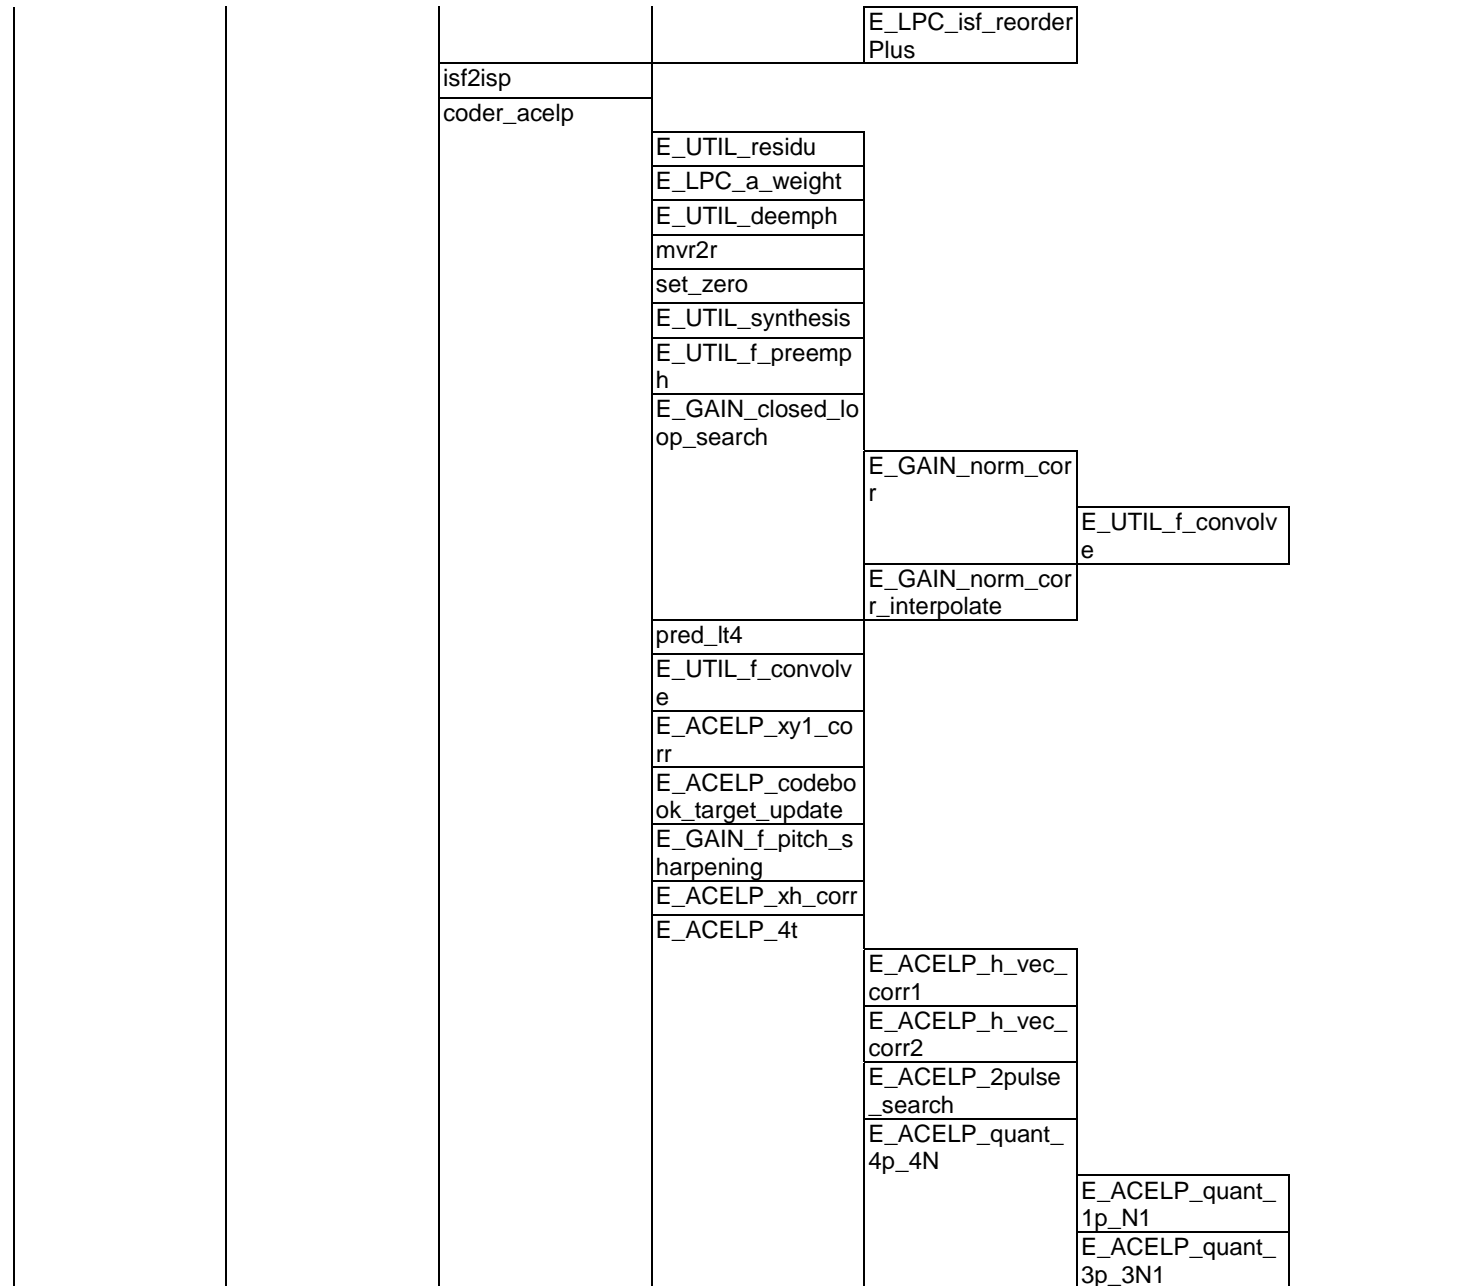 E_LPC_isf_reorder
Plus
isf2isp
coder_acelp
E_UTIL_residu
E_LPC_a_weight
E_UTIL_deemph
mvr2r
set_zero
E_UTIL_synthesis
E_UTIL_f_preemp
h
E_GAIN_closed_lo
op_search
E_GAIN_norm_cor
r
E_UTIL_f_convolv
e
E_GAIN_norm_cor
r_interpolate
pred_lt4
E_UTIL_f_convolv
e
E_ACELP_xy1_co
rr
E_ACELP_codebo
ok_target_update
E_GAIN_f_pitch_s
harpening
E_ACELP_xh_corr
E_ACELP_4t
E_ACELP_h_vec_
corr1
E_ACELP_h_vec_
corr2
E_ACELP_2pulse
_search
E_ACELP_quant_
4p_4N
E_ACELP_quant_
1p_N1
E_ACELP_quant_
3p_3N1